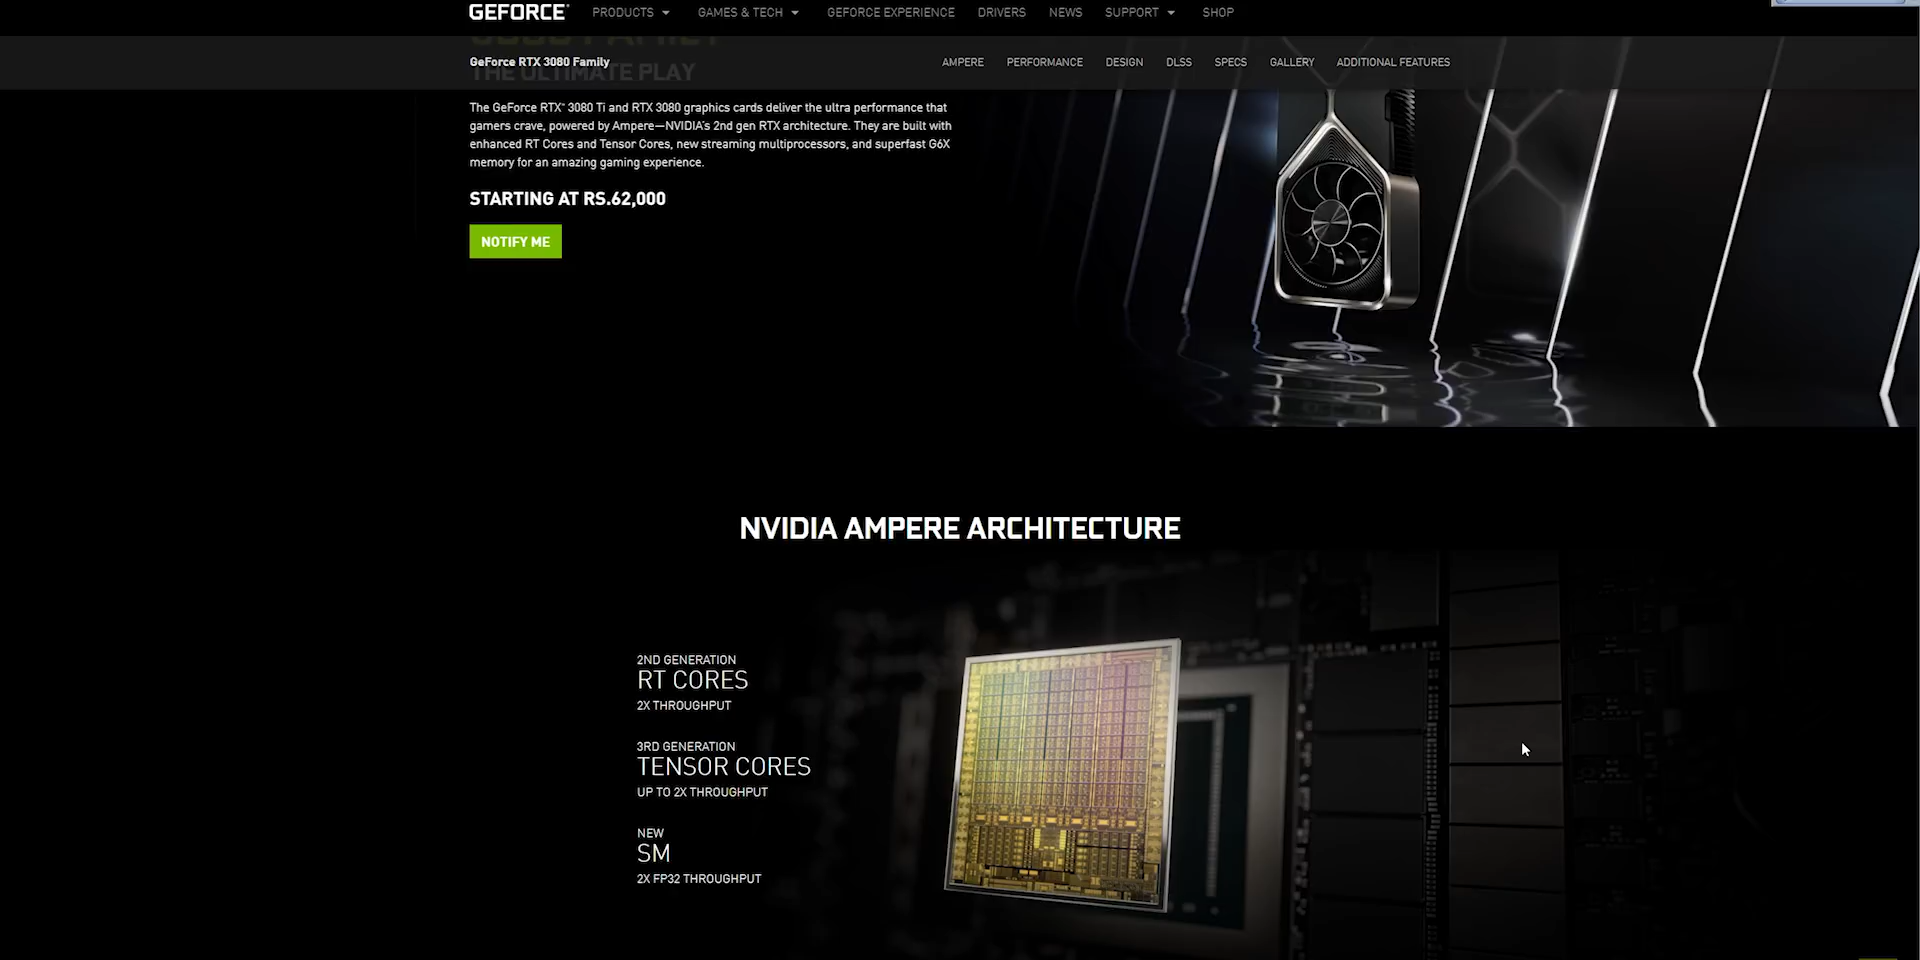 GEFORCE
PRODUCTS GAMES & TECH GEFORCE EXPERIENCE DRIVERS NEWS SUPPORT SHOP
GeForce RTX 3080 Family
AMPERE PERFORMANCE DESIGN DLSS SPECS GALLERY ADDITIONAL FEATURES
THE ULTIMATE PLAY
The GeForce RTX™ 3080 Ti and RTX 3080 graphics cards deliver the ultra performance that
gamers crave, powered by Ampere—NVIDIA's 2nd gen RTX architecture. They are built with
enhanced RT Cores and Tensor Cores, new streaming multiprocessors, and superfast G6X
memory for an amazing gaming experience.
STARTING AT RS.62,000
NOTIFY ME
NVIDIA AMPERE ARCHITECTURE
2ND GENERATION
RT CORES
2X THROUGHPUT
3RD GENERATION
TENSOR CORES
UP TO 2X THROUGHPUT
NEW
SM
2X FP32 THROUGHPUT